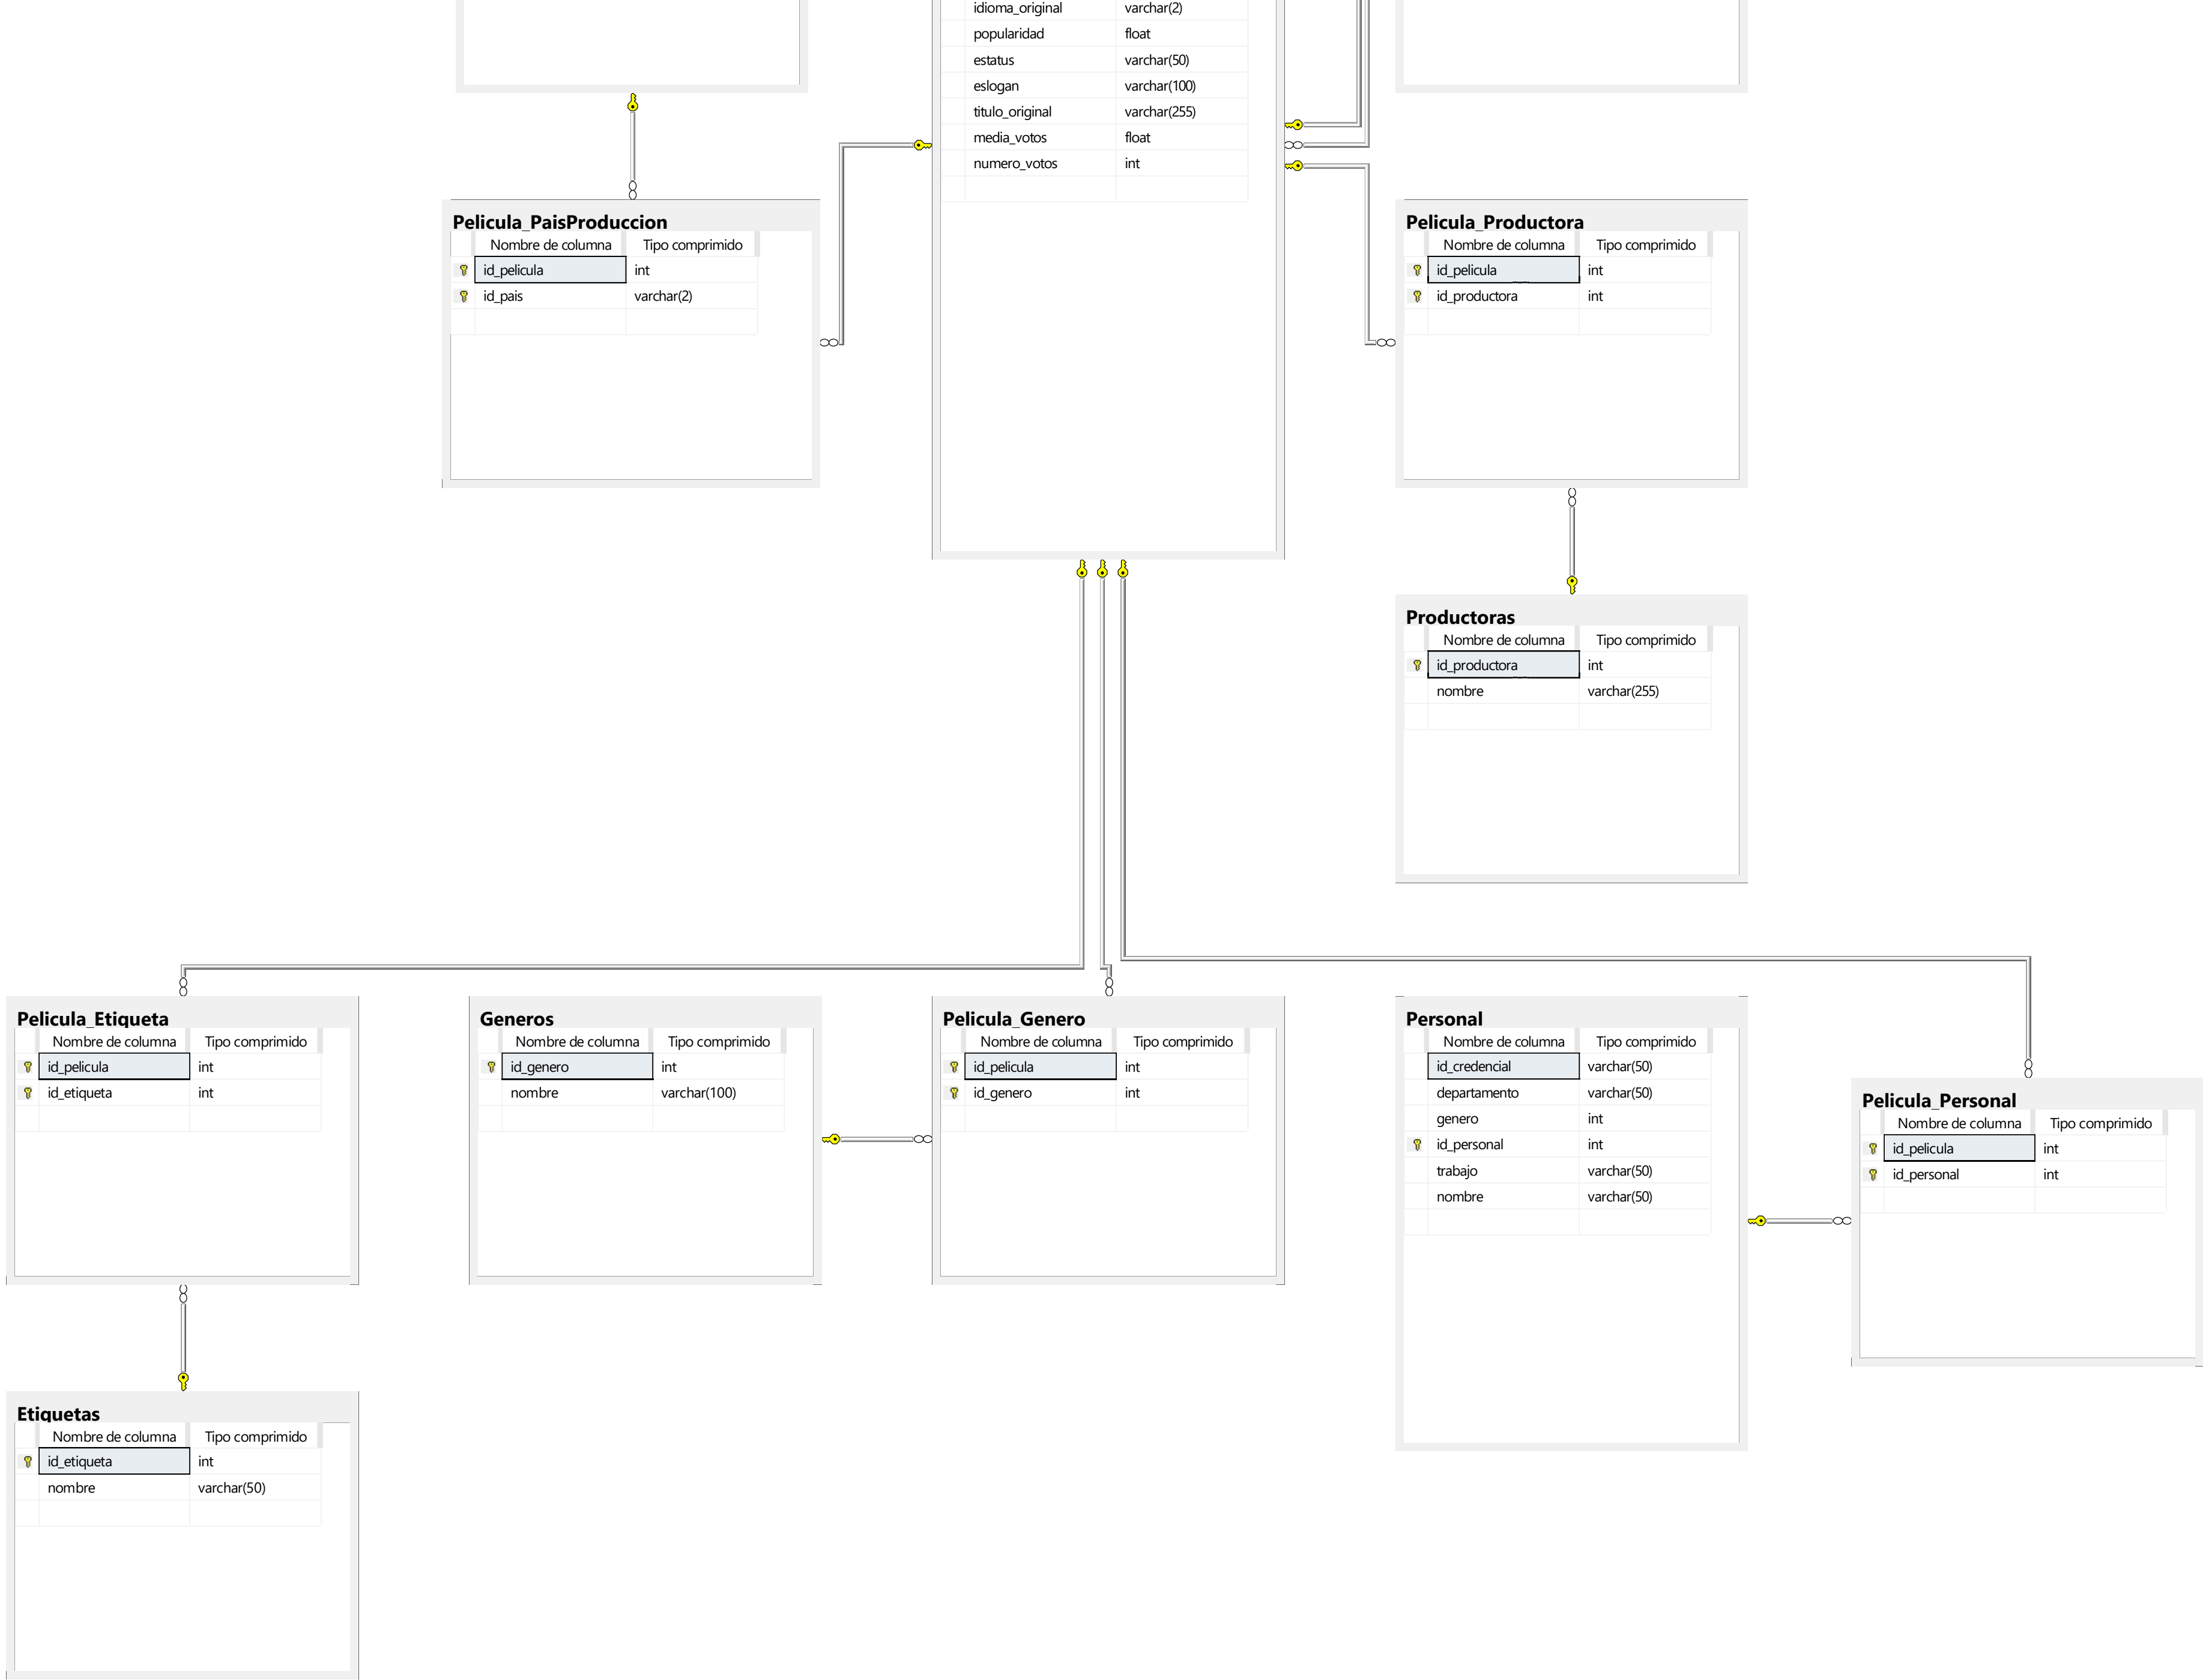 idioma_original varchar(2)
popularidad float
estatus varchar(50)
eslogan varchar(100)
titulo_original varchar(255)
media_votos float
numero_votos int
Pelicula_PaisProduccion
Nombre de columna Tipo comprimido
id_pelicula int
id_pais varchar(2)
Pelicula_Productora
Nombre de columna Tipo comprimido
id_pelicula int
id_productora int
Productoras
Nombre de columna Tipo comprimido
id_productora int
nombre varchar(255)
Pelicula_Etiqueta
Nombre de columna Tipo comprimido
id_pelicula int
id_etiqueta int
Generos
Nombre de columna Tipo comprimido
id_genero int
nombre varchar(100)
Pelicula_Genero
Nombre de columna Tipo comprimido
id_pelicula int
id_genero int
Personal
Nombre de columna Tipo comprimido
id_credencial varchar(50)
departamento varchar(50)
genero int
id_personal int
trabajo varchar(50)
nombre varchar(50)
Pelicula_Personal
Nombre de columna Tipo comprimido
id_pelicula int
id_personal int
Etiquetas
Nombre de columna Tipo comprimido
id_etiqueta int
nombre varchar(50)